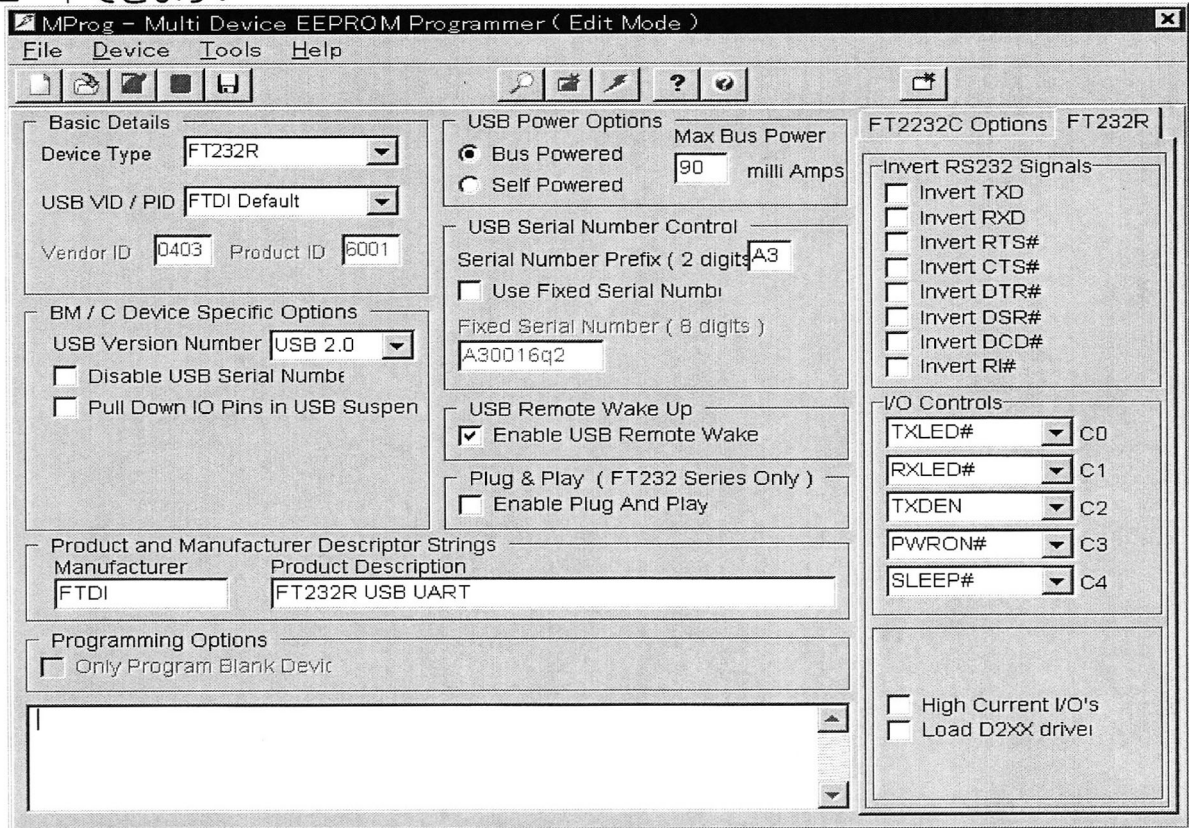 MProg - Multi Device EEPROM Programmer ( Edit Mode )
File Device Tools Help
Basic Details
Device Type FT232R
USB VID / PID FTDI Default
Vendor ID 0403 Product ID 6001
BM / C Device Specific Options
USB Version Number USB 2.0
Disable USB Serial Numbe
Pull Down IO Pins in USB Suspen
USB Power Options
Bus Powered
Self Powered
Max Bus Power
90 milli Amps
USB Serial Number Control
Serial Number Prefix ( 2 digits A3
Use Fixed Serial Numb
Fixed Serial Number ( 8 digits )
A30016q2
USB Remote Wake Up
Enable USB Remote Wake
Plug & Play ( FT232 Series Only )
Enable Plug And Play
Product and Manufacturer Descriptor Strings
Manufacturer Product Description
FTDI FT232R USB UART
Programming Options
Only Program Blank Devic
FT2232C Options FT232R
Invert RS232 Signals
Invert TXD
Invert RXD
Invert RTS#
Invert CTS#
Invert DTR#
Invert DSR#
Invert DCD#
Invert RI#
I/O Controls
TXLED# C0
RXLED# C1
TXDEN C2
PWRON# C3
SLEEP# C4
High Current I/O's
Load D2XX driver